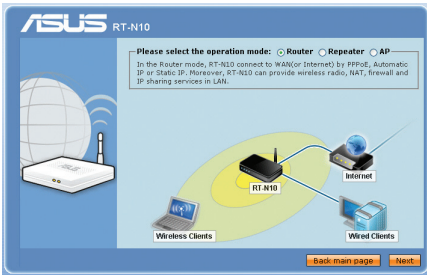 ASUS RT-N10
Please select the operation mode: Router Repeater AP
In the Router mode, RT-N10 connect to WAN(or Internet) by PPPoE, Automatic
IP or Static IP. Moreover, RT-N10 can provide wireless radio, NAT, firewall and
IP sharing services in LAN.
Internet
RT-N10
Wireless Clients
Wired Clients
Back main page Next